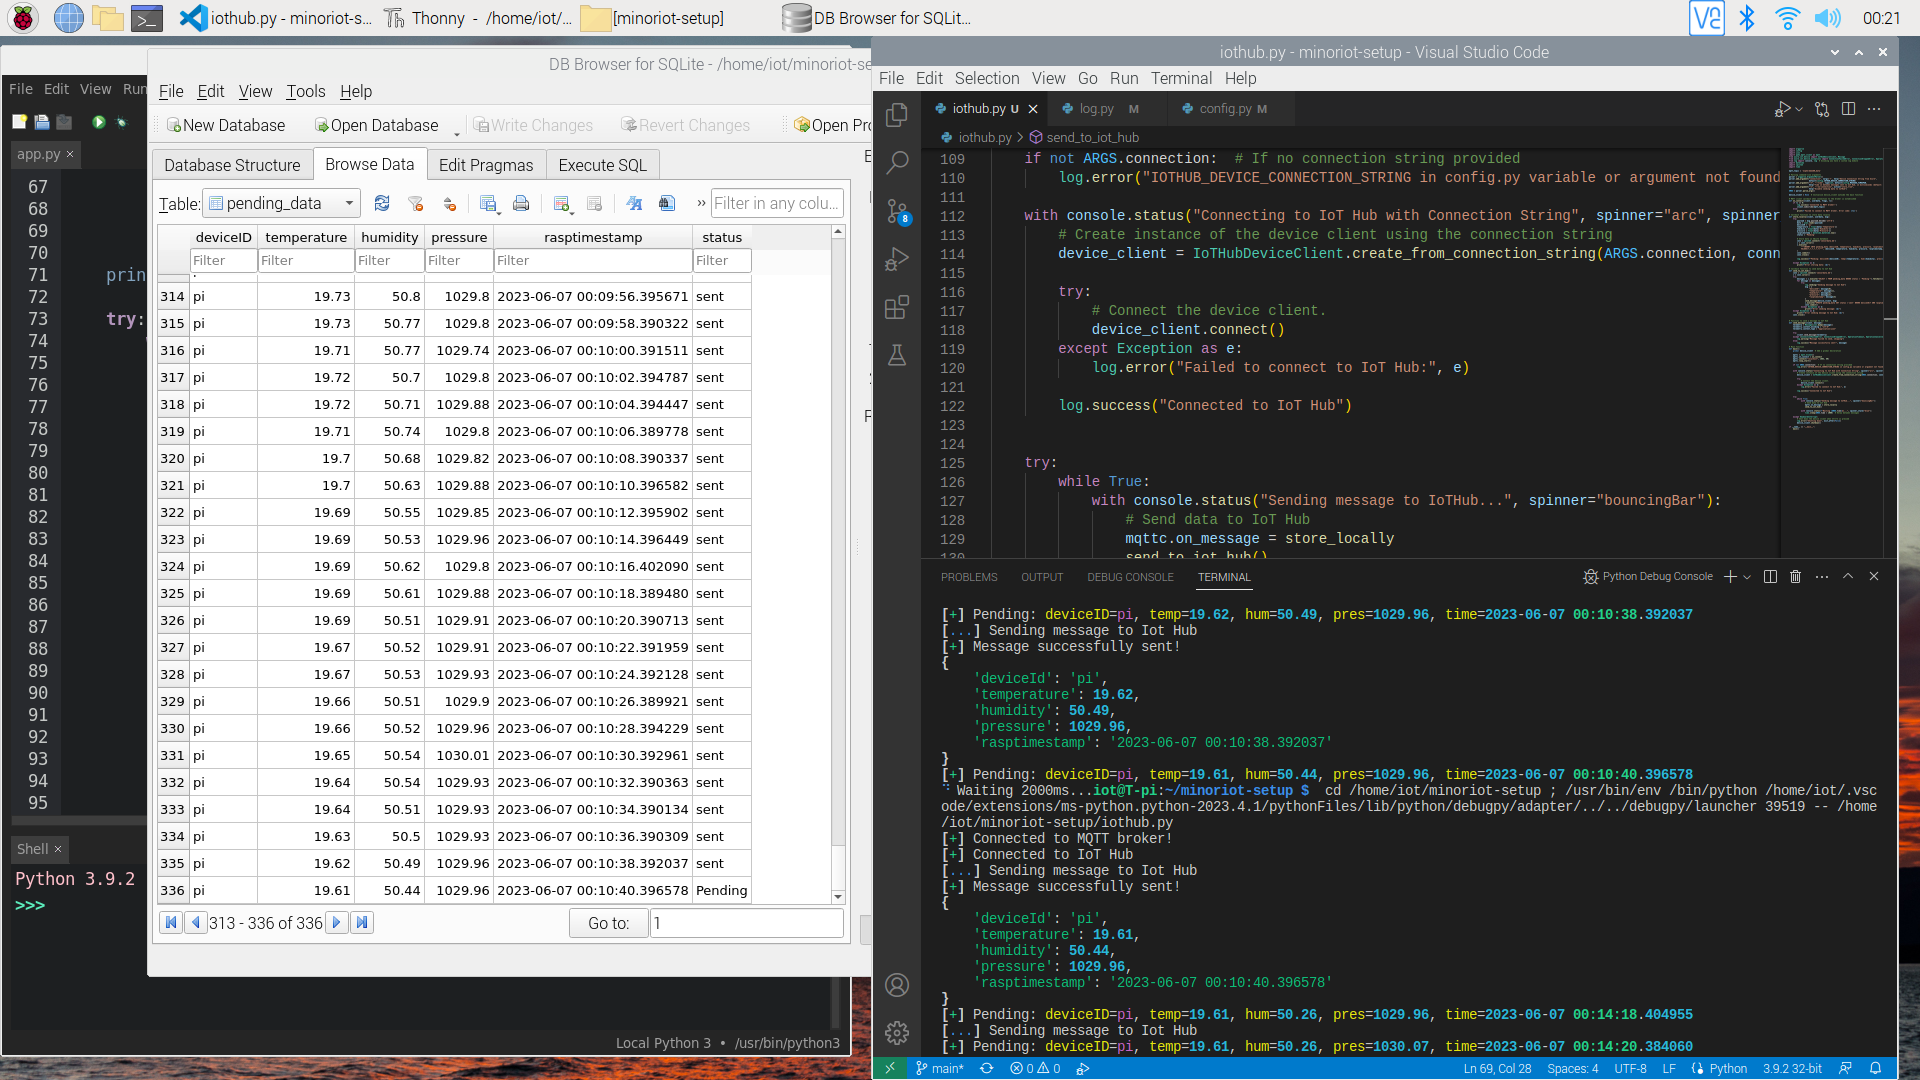 iothub.py - minoriot-s...
Thonny - /home/iot/...
[minoriot-setup]
DB Browser for SQLit...
00:21
File Edit View Run
app.py ×
67
68
69
70
71 prin
72
73 try:
74
75
76
77
78
79
80
81
82
83
84
85
86
87
88
89
90
91
92
93
94
95
Shell ×
Python 3.9.2
>>>
Local Python 3 • /usr/bin/python3
DB Browser for SQLite - /home/iot/minoriot-se
File Edit View Tools Help
New Database Open Database Write Changes Revert Changes Open Pr
Database Structure Browse Data Edit Pragmas Execute SQL
Table: pending_data » Filter in any colu...
deviceID temperature humidity pressure rasptimestamp status
Filter Filter Filter Filter Filter Filter
314 pi 19.73 50.8 1029.8 2023-06-07 00:09:56.395671 sent
315 pi 19.73 50.77 1029.8 2023-06-07 00:09:58.390322 sent
316 pi 19.71 50.77 1029.74 2023-06-07 00:10:00.391511 sent
317 pi 19.72 50.7 1029.8 2023-06-07 00:10:02.394787 sent
318 pi 19.72 50.71 1029.88 2023-06-07 00:10:04.394447 sent
319 pi 19.71 50.74 1029.8 2023-06-07 00:10:06.389778 sent
320 pi 19.7 50.68 1029.82 2023-06-07 00:10:08.390337 sent
321 pi 19.7 50.63 1029.88 2023-06-07 00:10:10.396582 sent
322 pi 19.69 50.55 1029.85 2023-06-07 00:10:12.395902 sent
323 pi 19.69 50.53 1029.96 2023-06-07 00:10:14.396449 sent
324 pi 19.69 50.62 1029.8 2023-06-07 00:10:16.402090 sent
325 pi 19.69 50.61 1029.88 2023-06-07 00:10:18.389480 sent
326 pi 19.69 50.51 1029.91 2023-06-07 00:10:20.390713 sent
327 pi 19.67 50.52 1029.91 2023-06-07 00:10:22.391959 sent
328 pi 19.67 50.53 1029.93 2023-06-07 00:10:24.392128 sent
329 pi 19.66 50.51 1029.9 2023-06-07 00:10:26.389921 sent
330 pi 19.66 50.52 1029.96 2023-06-07 00:10:28.394229 sent
331 pi 19.65 50.54 1030.01 2023-06-07 00:10:30.392961 sent
332 pi 19.64 50.54 1029.93 2023-06-07 00:10:32.390363 sent
333 pi 19.64 50.51 1029.93 2023-06-07 00:10:34.390134 sent
334 pi 19.63 50.5 1029.93 2023-06-07 00:10:36.390309 sent
335 pi 19.62 50.49 1029.96 2023-06-07 00:10:38.392037 sent
336 pi 19.61 50.44 1029.96 2023-06-07 00:10:40.396578 Pending
313 - 336 of 336 Go to: 1
iothub.py - minoriot-setup - Visual Studio Code
File Edit Selection View Go Run Terminal Help
iothub.py U × log.py M config.py M
iothub.py > send_to_iot_hub
8
109 if not ARGS.connection:  # If no connection string provided
110 log.error("IOTHUB_DEVICE_CONNECTION_STRING in config.py variable or argument not found
111
112 with console.status("Connecting to IoT Hub with Connection String", spinner="arc", spinner
113 # Create instance of the device client using the connection string
114 device_client = IoTHubDeviceClient.create_from_connection_string(ARGS.connection, conn
115
116 try:
117 # Connect the device client.
118 device_client.connect()
119 except Exception as e:
120 log.error("Failed to connect to IoT Hub:", e)
121
122 log.success("Connected to IoT Hub")
123
124
125 try:
126 while True:
127 with console.status("Sending message to IoTHub...", spinner="bouncingBar"):
128 # Send data to IoT Hub
129 mqttc.on_message = store_locally
130 send_to_iot_hub()
PROBLEMS OUTPUT DEBUG CONSOLE TERMINAL Python Debug Console
[+] Pending: deviceID=pi, temp=19.62, hum=50.49, pres=1029.96, time=2023-06-07 00:10:38.392037
[...] Sending message to Iot Hub
[+] Message successfully sent!
{
'deviceId': 'pi',
'temperature': 19.62,
'humidity': 50.49,
'pressure': 1029.96,
'rasptimestamp': '2023-06-07 00:10:38.392037'
}
[+] Pending: deviceID=pi, temp=19.61, hum=50.44, pres=1029.96, time=2023-06-07 00:10:40.396578
Waiting 2000ms...iot@T-pi:~/minoriot-setup $  cd /home/iot/minoriot-setup ; /usr/bin/env /bin/python /home/iot/.vsc
ode/extensions/ms-python.python-2023.4.1/pythonFiles/lib/python/debugpy/adapter/../../debugpy/launcher 39519 -- /home
/iot/minoriot-setup/iothub.py
[+] Connected to MQTT broker!
[+] Connected to IoT Hub
[...] Sending message to Iot Hub
[+] Message successfully sent!
{
'deviceId': 'pi',
'temperature': 19.61,
'humidity': 50.44,
'pressure': 1029.96,
'rasptimestamp': '2023-06-07 00:10:40.396578'
}
[+] Pending: deviceID=pi, temp=19.61, hum=50.26, pres=1029.96, time=2023-06-07 00:14:18.404955
[...] Sending message to Iot Hub
[+] Pending: deviceID=pi, temp=19.61, hum=50.26, pres=1030.07, time=2023-06-07 00:14:20.384060
main* 0 0 Ln 69, Col 28 Spaces: 4 UTF-8 LF Python 3.9.2 32-bit